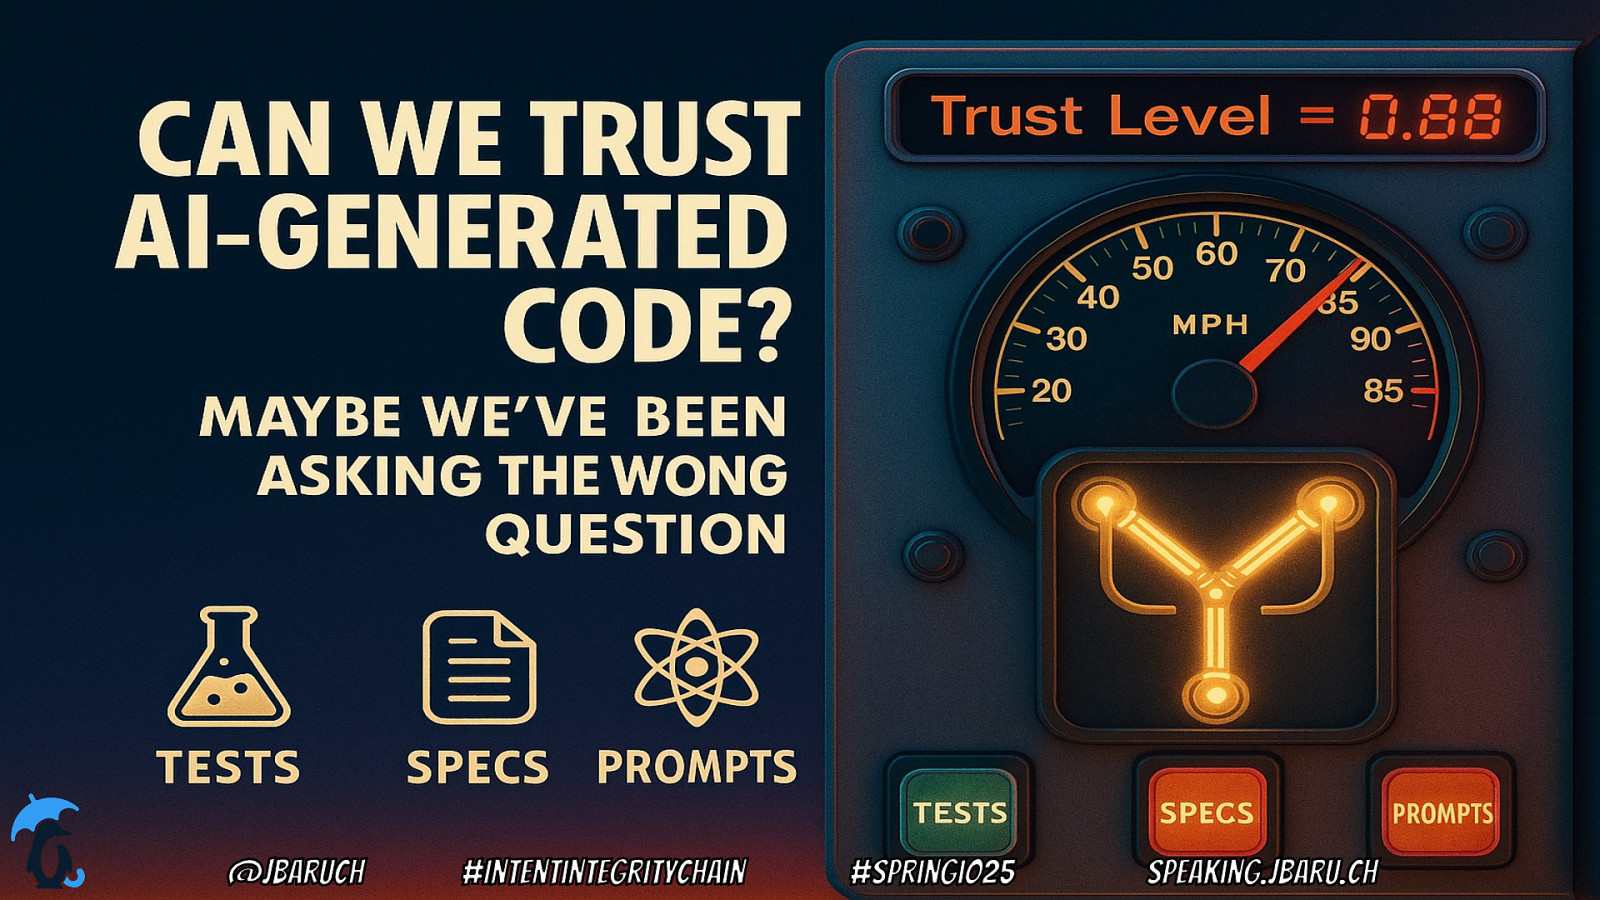 CAN WE TRUST
AI-GENERATED
CODE?
MAYBE WE'VE BEEN
ASKING THE WONG
QUESTION
TESTS
SPECS
PROMPTS
Trust Level = 0.88
20
30
40
50
60
70
85
90
85
MPH
TESTS
SPECS
PROMPTS
@JBARUCH
#INTENTINTEGRITYCHAIN
#SPRINGIO25
SPEAKING.JBARU.CH